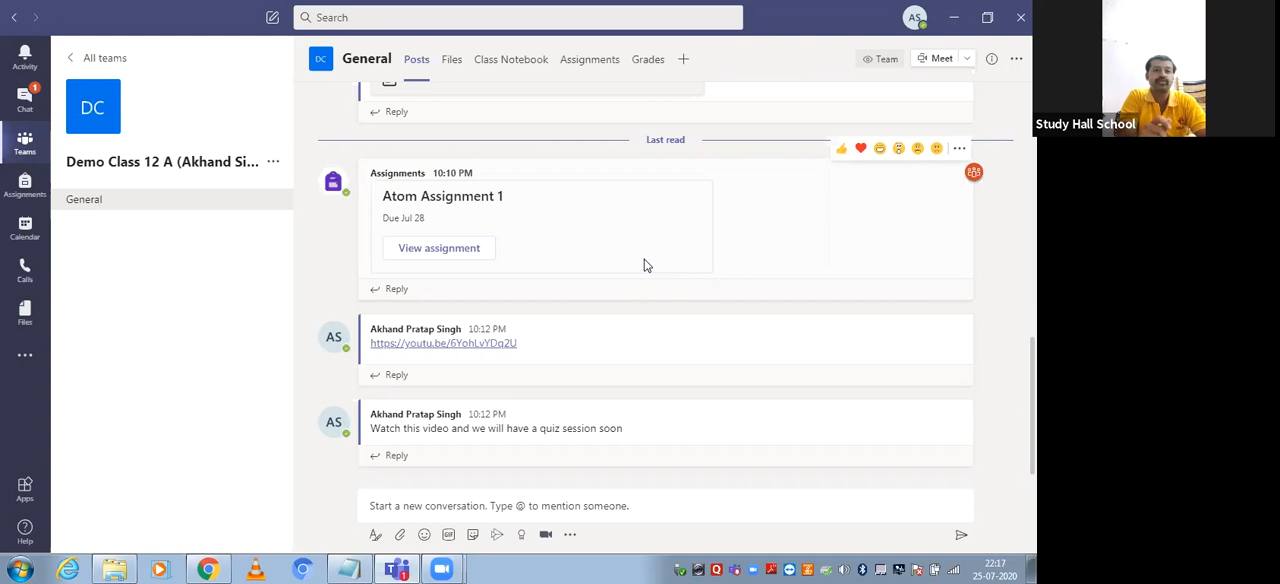 Search
AS
Activity
Chat
1
Teams
Assignments
Calendar
Calls
Files
Apps
Help
All teams
DC
Demo Class 12 A (Akhand Si...
General
DC
General
Posts
Files
Class Notebook
Assignments
Grades
Team
Meet
Reply
Last read
Assignments 10:10 PM
Atom Assignment 1
Due Jul 28
View assignment
Reply
AS
Akhand Pratap Singh 10:12 PM
https://youtu.be/6YohLvYDq2U
Reply
AS
Akhand Pratap Singh 10:12 PM
Watch this video and we will have a quiz session soon
Reply
Start a new conversation. Type @ to mention someone.
GIF
Study Hall School
22:17
25-07-2020